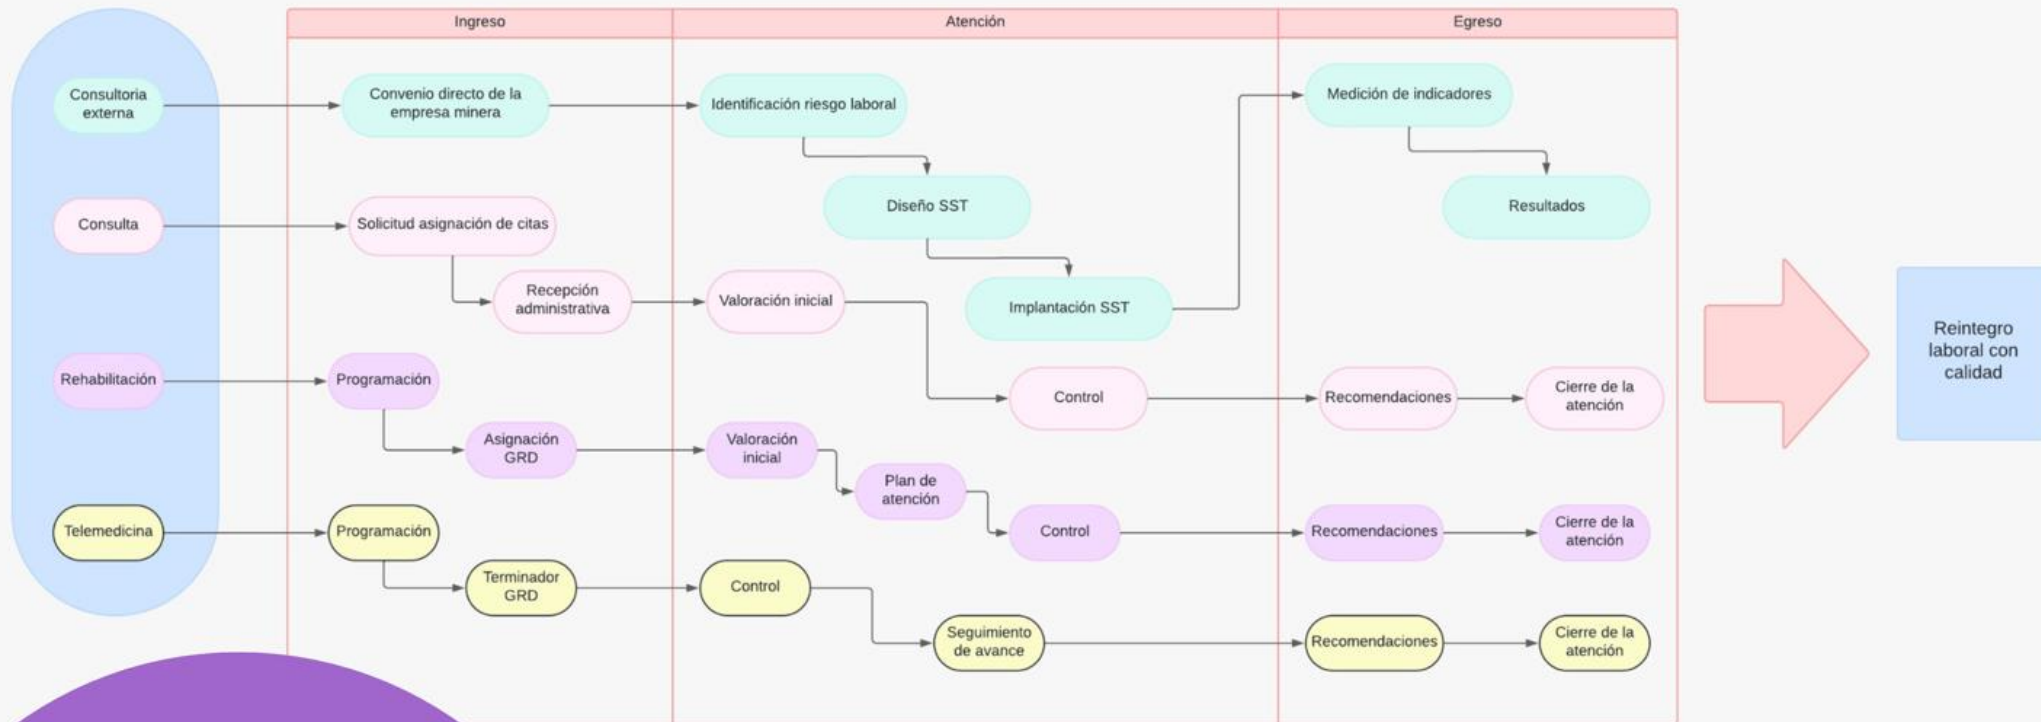 Ingreso
Atención
Egreso
Consultoria
externa
Convenio directo de la
empresa minera
Identificación riesgo laboral
Diseño SST
Implantación SST
Medición de indicadores
Resultados
Consulta
Solicitud asignación de citas
Recepción
administrativa
Valoración inicial
Control
Recomendaciones
Cierre de la
atención
Rehabilitación
Programación
Asignación
GRD
Valoración
inicial
Plan de
atención
Control
Recomendaciones
Cierre de la
atención
Telemedicina
Programación
Terminador
GRD
Control
Seguimiento
de avance
Recomendaciones
Cierre de la
atención
Reintegro
laboral con
calidad